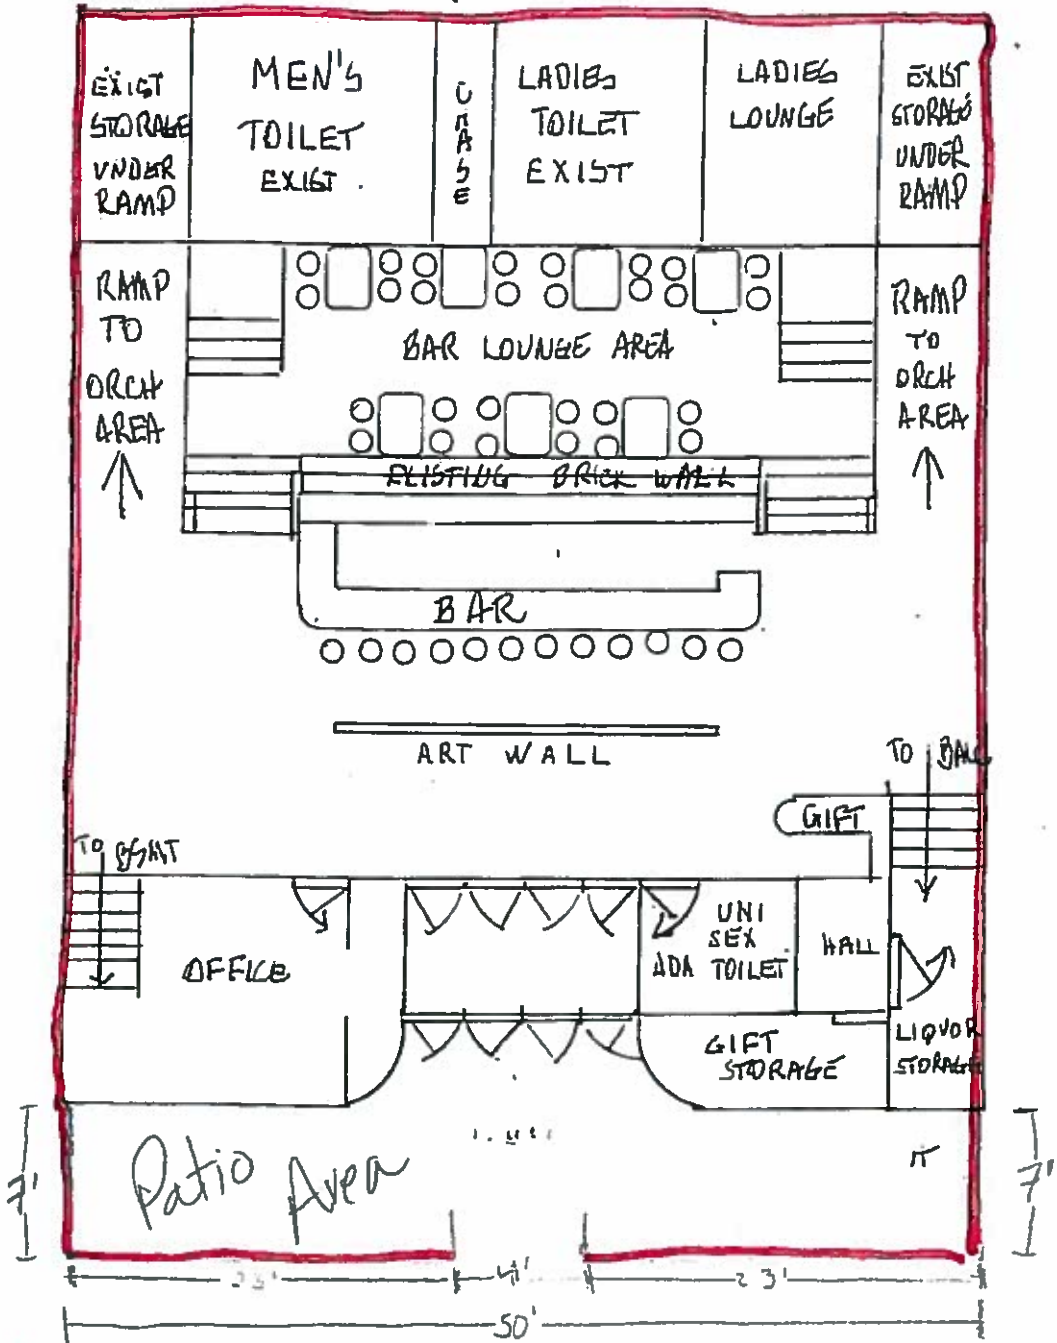 EXIST
STORAGE
UNDER
RAMP
MEN'S
TOILET
EXIST.
CHASE
LADIES
TOILET
EXIST
LADIES
LOUNGE
EXIST
STORAGE
UNDER
RAMP
RAMP
TO
ORCH
AREA
BAR LOUNGE AREA
RAMP
TO
ORCH
AREA
EXISTING BRICK WALL
BAR
ART WALL
TO BALL
GIFT
TO BSMT
OFFICE
UNI
SEX
ADA TOILET
HALL
GIFT
STORAGE
LIQUOR
STORAGE
Patio Area
7'
7'
23'
4'
23'
50'